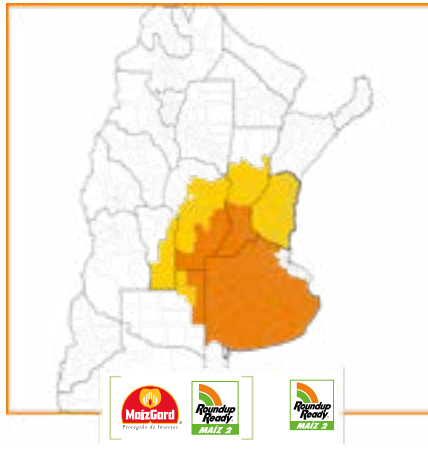 MaízGard
Protegido de Insectos
Roundup
Ready
MAÍZ 2
Roundup
Ready
MAÍZ 2